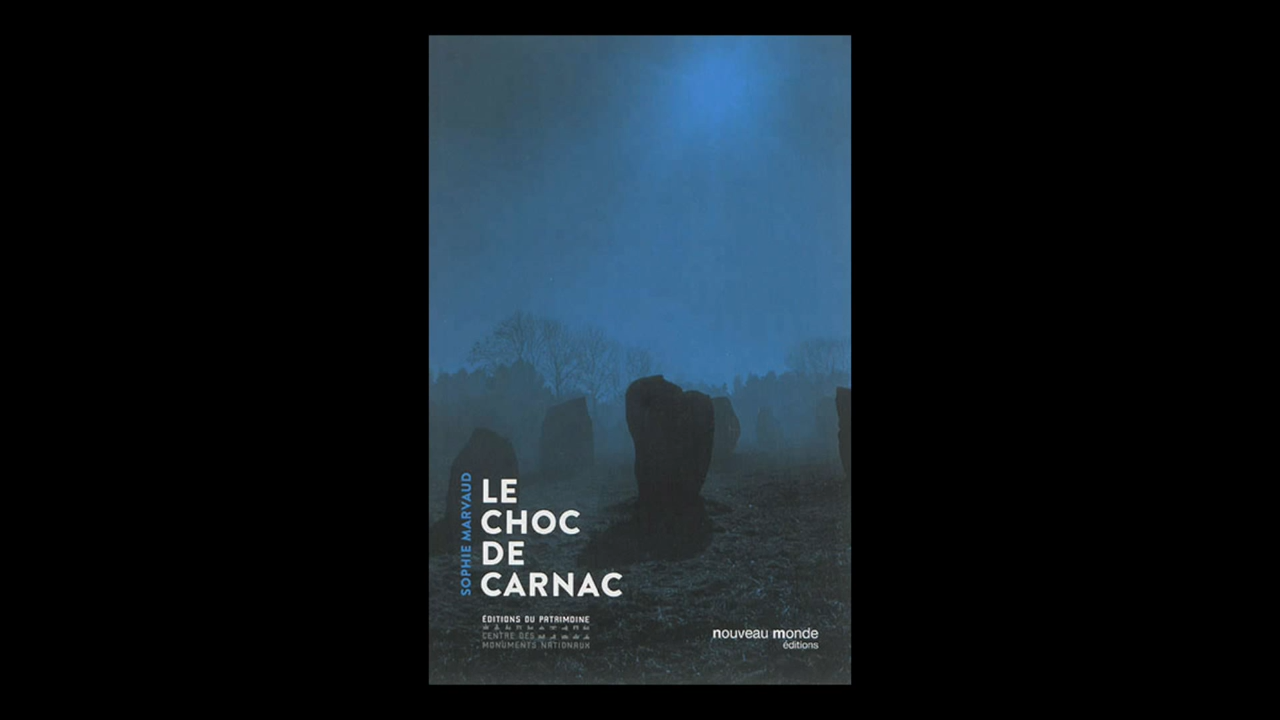 SOPHIE MARVAUD
LE
CHOC
DE
CARNAC
ÉDITIONS DU PATRIMOINE
CENTRE DES
MONUMENTS NATIONAUX
nouveau monde
éditions